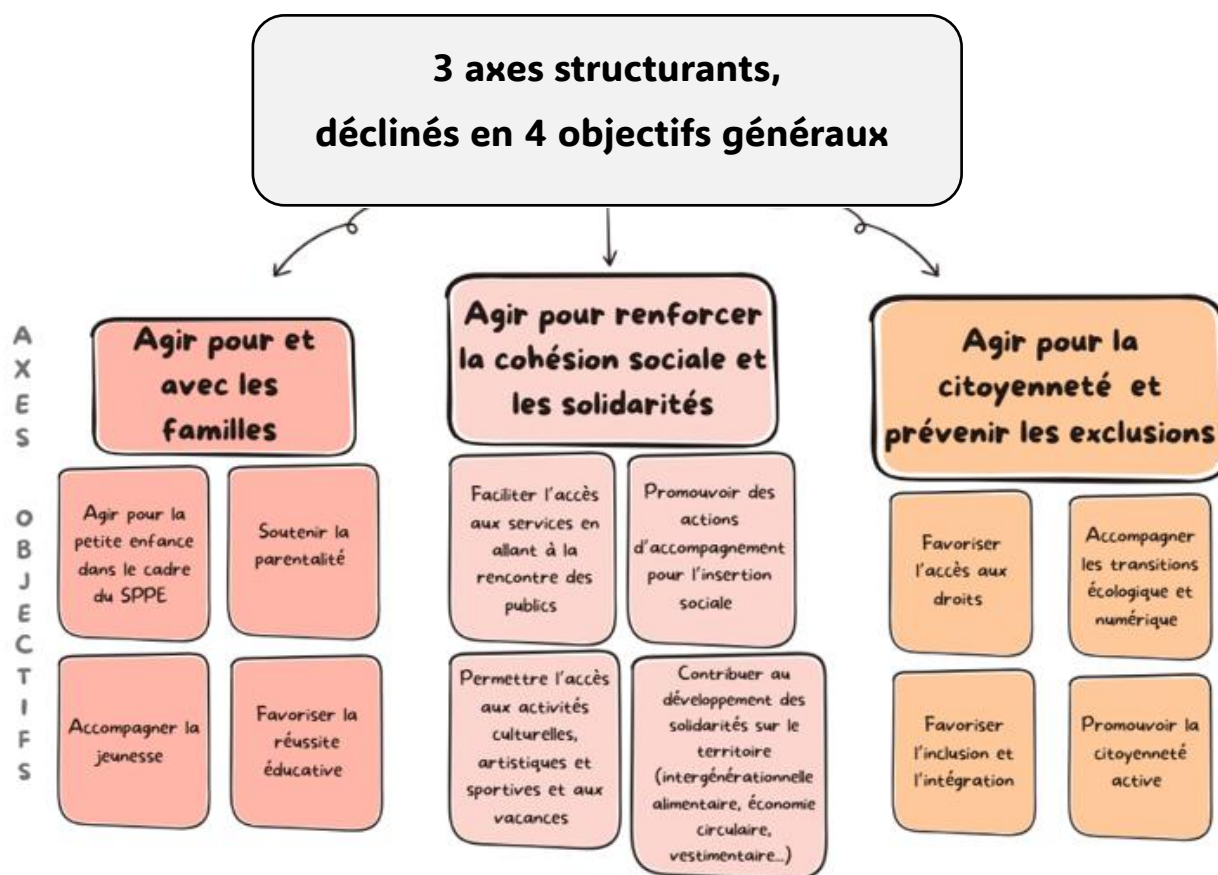 3 axes structurants,
déclinés en 4 objectifs généraux
AXES
Agir pour et
avec les
familles
Agir pour renforcer
la cohésion sociale et
les solidarités
Agir pour la
citoyenneté et
prévenir les exclusions
OBJECTIFS
Agir pour la
petite enfance
dans le cadre
du SPPE
Soutenir la
parentalité
Accompagner la
jeunesse
Favoriser la
réussite
éducative
Faciliter l'accès
aux services en
allant à la
rencontre des
publics
Promouvoir des
actions
d'accompagnement
pour l'insertion
sociale
Permettre l'accès
aux activités
culturelles,
artistiques et
sportives et aux
vacances
Contribuer au
développement des
solidarités sur le
territoire
(intergénérationnelle
alimentaire, économie
circulaire,
vestimentaire...)
Favoriser
l'accès aux
droits
Accompagner
les transitions
écologique et
numérique
Favoriser
l'inclusion et
l'intégration
Promouvoir la
citoyenneté
active